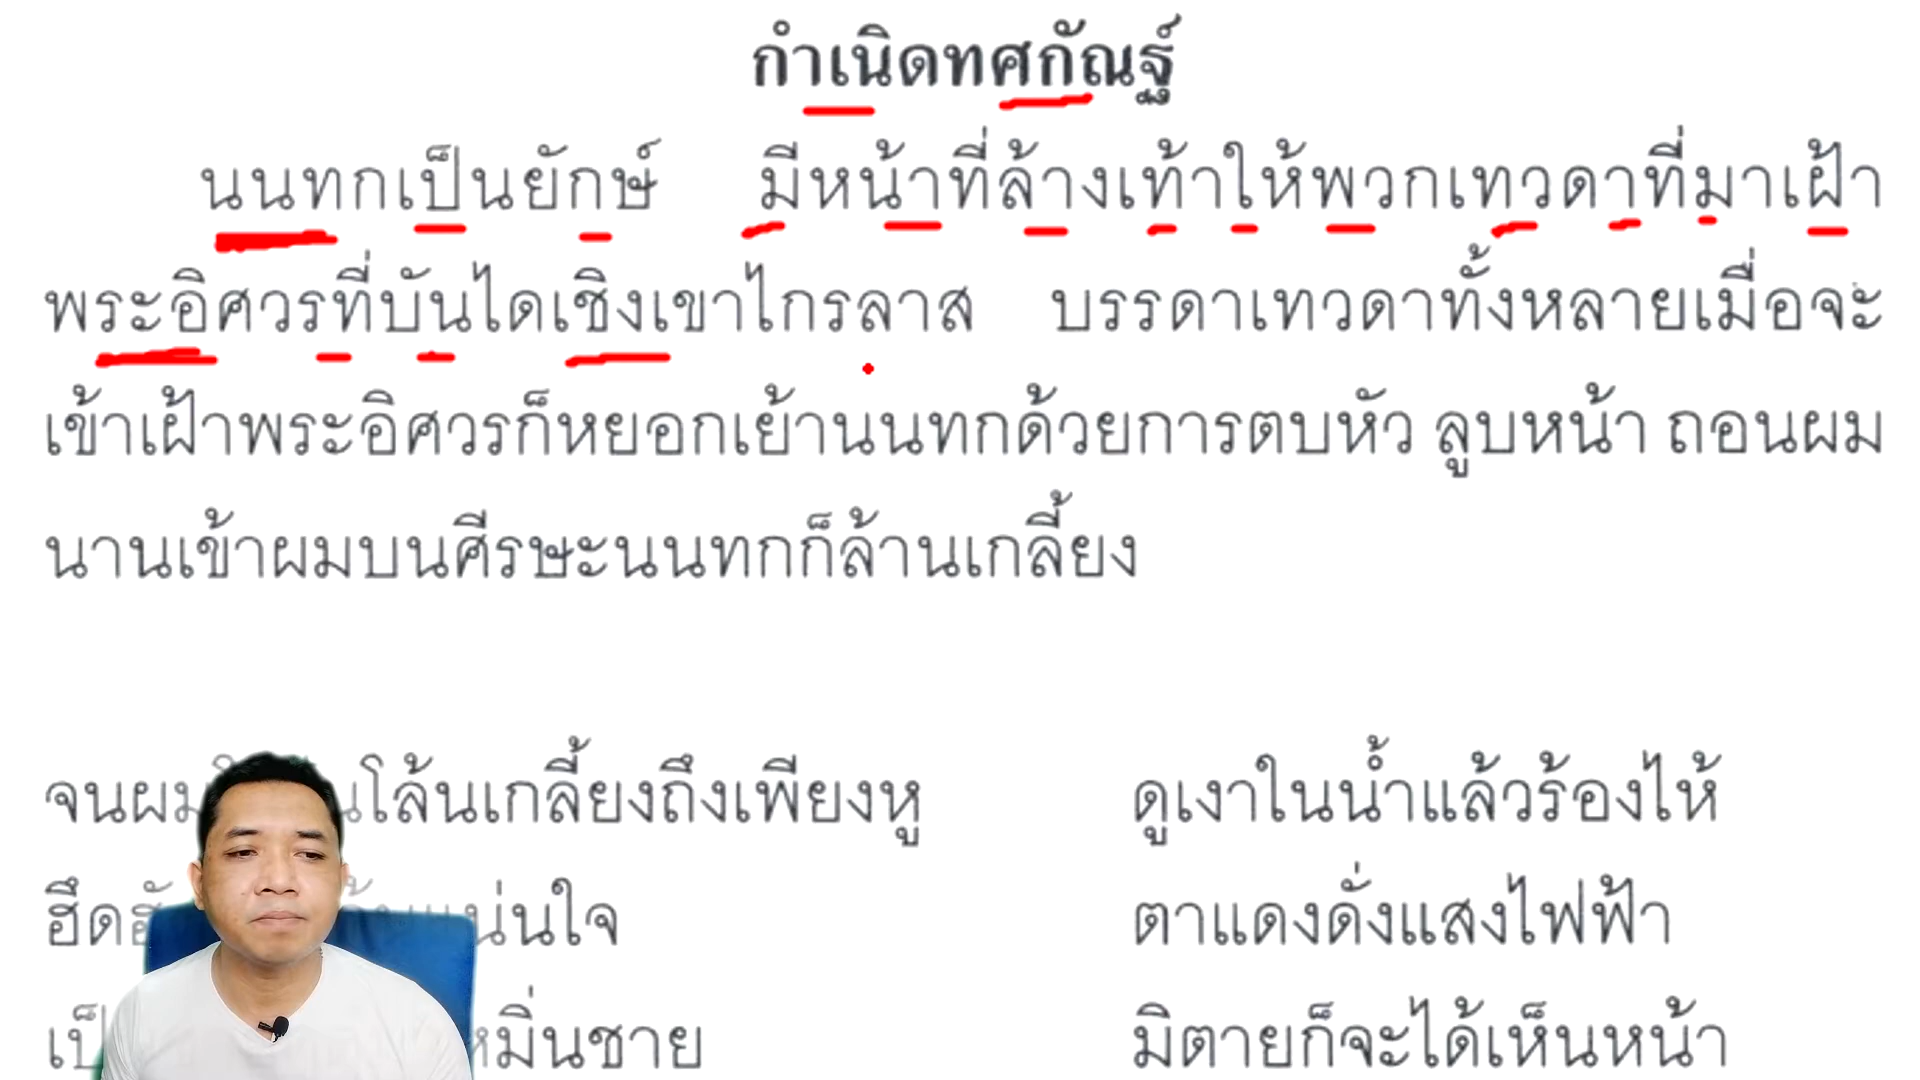 กำเนิดทศกัณฐ์
นนทกเป็นยักษ์ มีหน้าที่ล้างเท้าให้พวกเทวดาที่มาเฝ้า
พระอิศวรที่บันไดเชิงเขาไกรลาส บรรดาเทวดาทั้งหลายเมื่อจะ
เข้าเฝ้าพระอิศวรก็หยอกเย้านนทกด้วยการตบหัว ลูบหน้า ถอนผม
นานเข้าผมบนศีรษะนนทกก็ล้านเกลี้ยง
จนผม โล้นเกลี้ยงถึงเพียงหู ดูเงาในน้ำแล้วร้องไห้
ฮึด แน่นใจ ตาแดงดั่งแสงไฟฟ้า
หมิ่นชาย มิตายก็จะได้เห็นหน้า